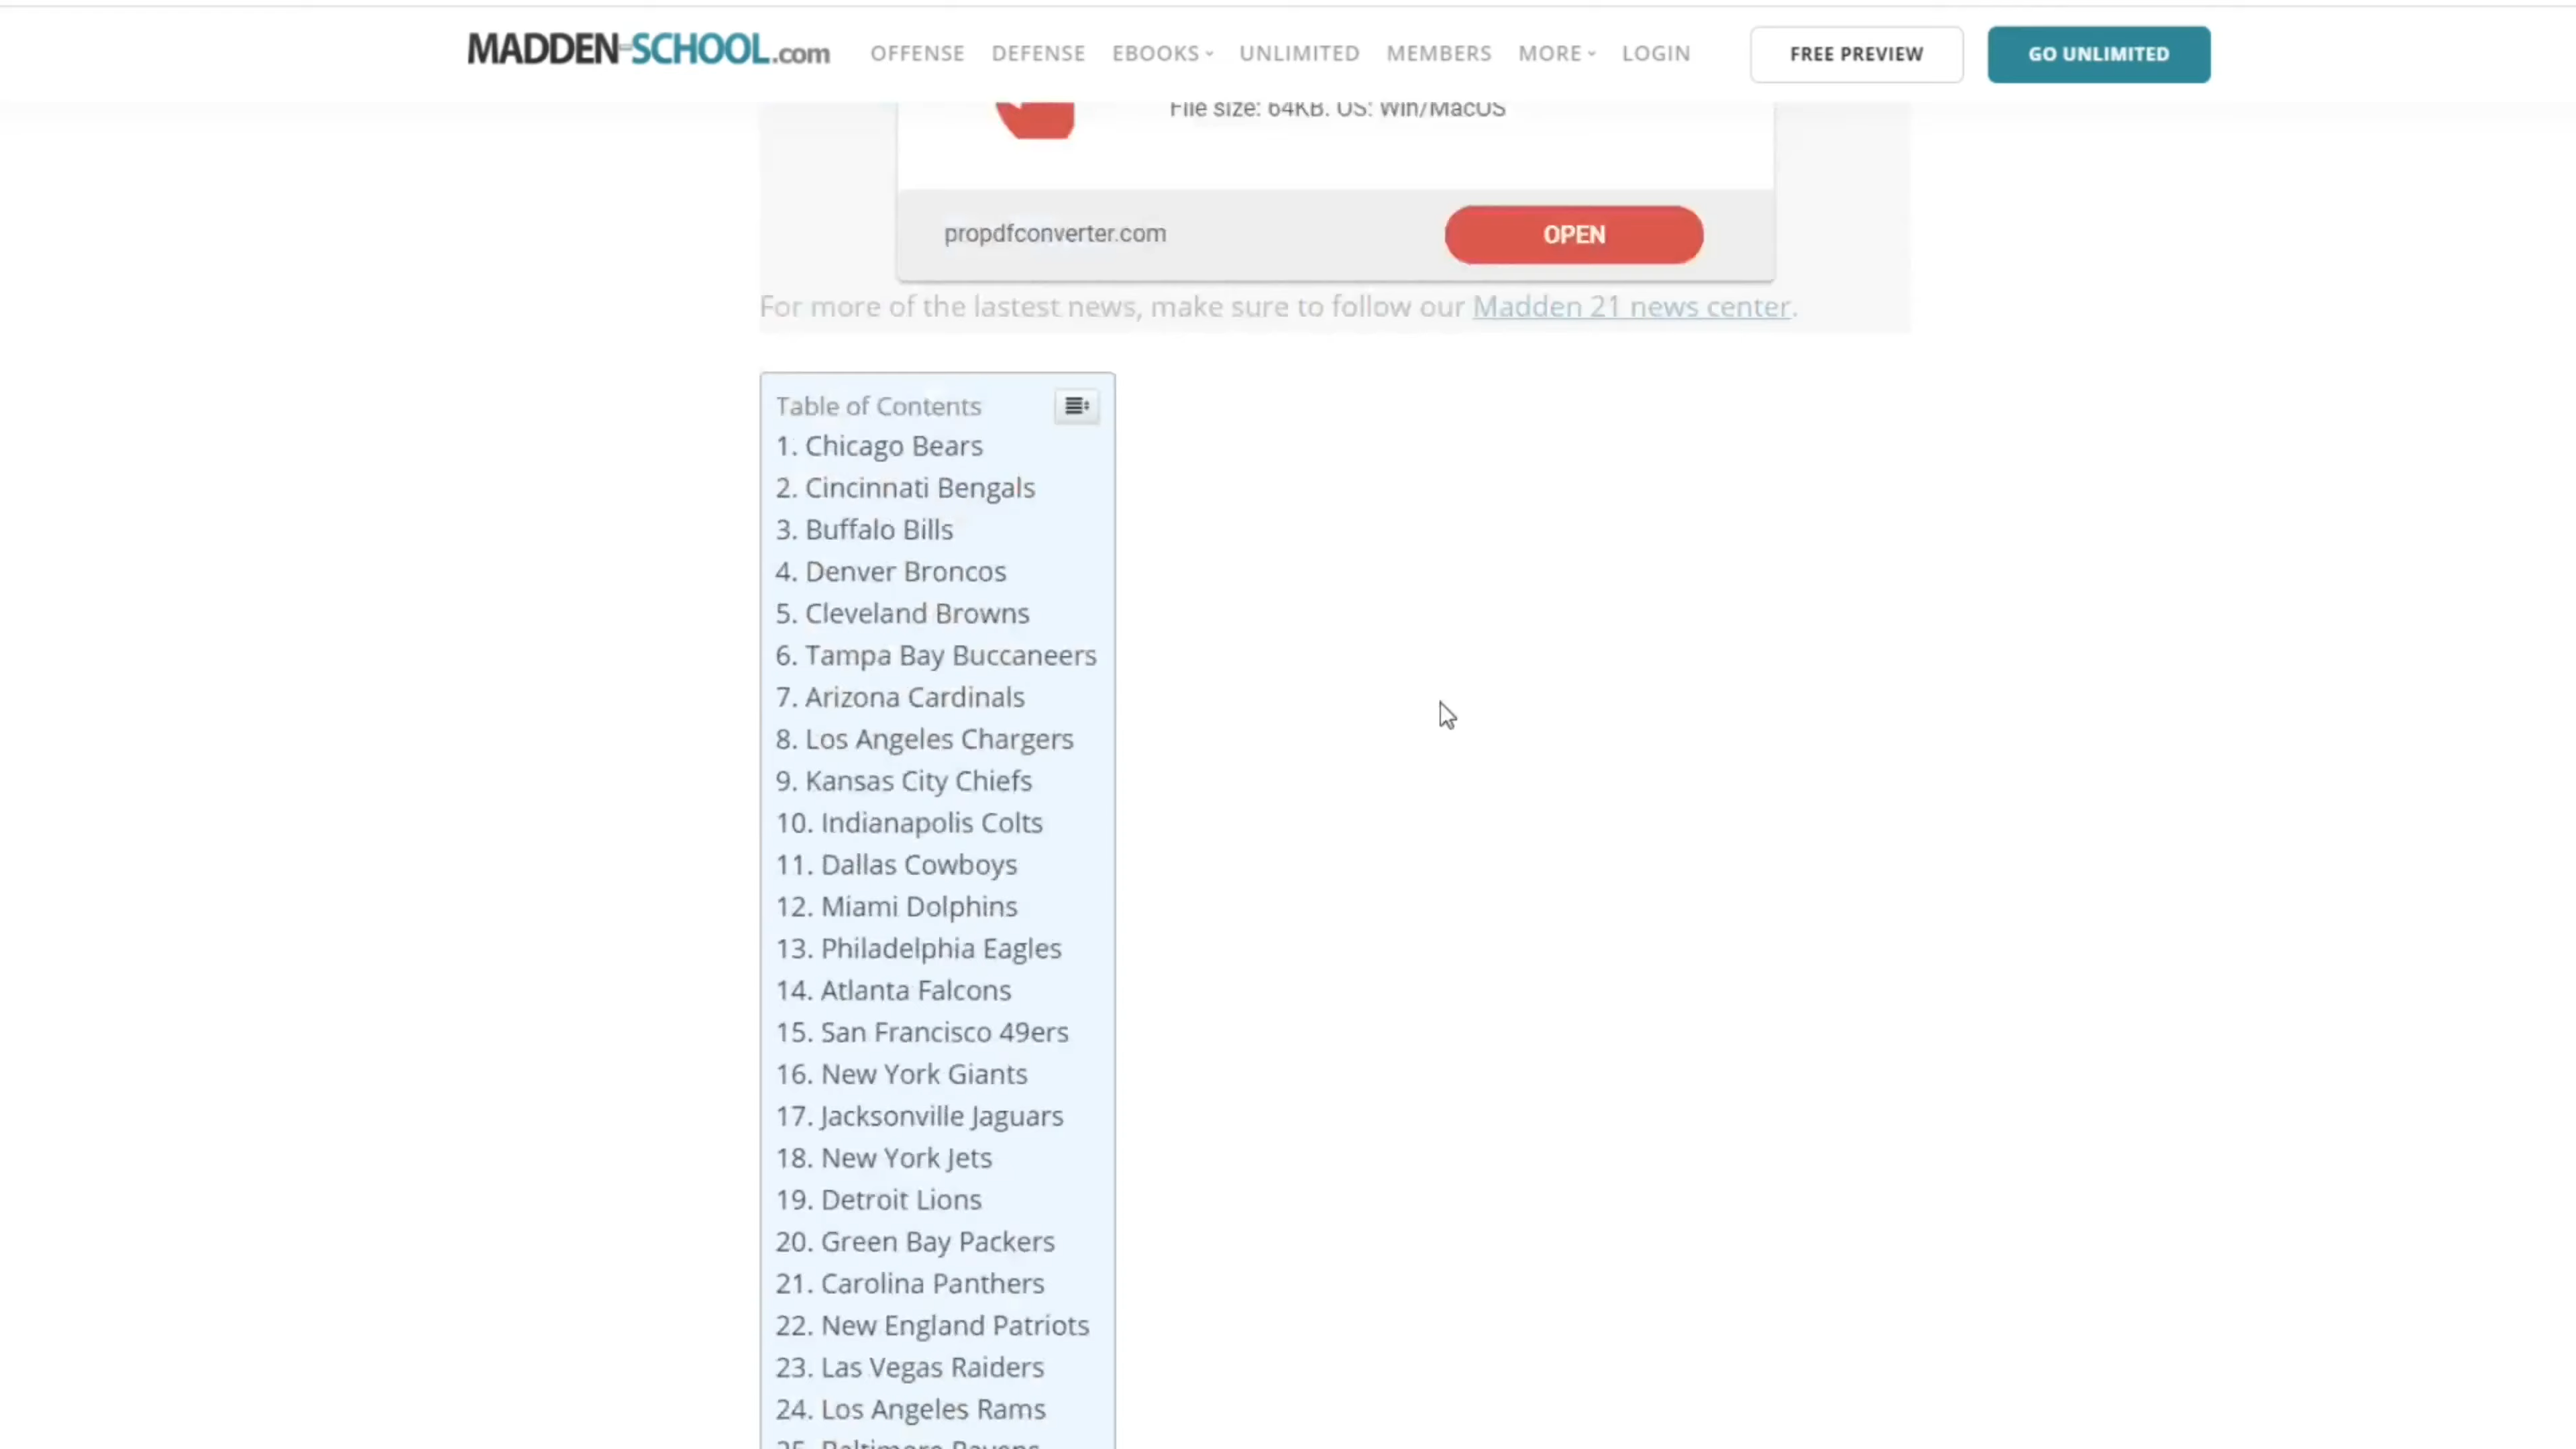 MADDEN-SCHOOL.com OFFENSE DEFENSE EBOOKS UNLIMITED MEMBERS MORE LOGIN FREE PREVIEW GO UNLIMITED
File size: 64KB. OS: Win/MacOS
propdfconverter.com OPEN
For more of the lastest news, make sure to follow our Madden 21 news center.
Table of Contents
1. Chicago Bears
2. Cincinnati Bengals
3. Buffalo Bills
4. Denver Broncos
5. Cleveland Browns
6. Tampa Bay Buccaneers
7. Arizona Cardinals
8. Los Angeles Chargers
9. Kansas City Chiefs
10. Indianapolis Colts
11. Dallas Cowboys
12. Miami Dolphins
13. Philadelphia Eagles
14. Atlanta Falcons
15. San Francisco 49ers
16. New York Giants
17. Jacksonville Jaguars
18. New York Jets
19. Detroit Lions
20. Green Bay Packers
21. Carolina Panthers
22. New England Patriots
23. Las Vegas Raiders
24. Los Angeles Rams
25. Baltimore Ravens